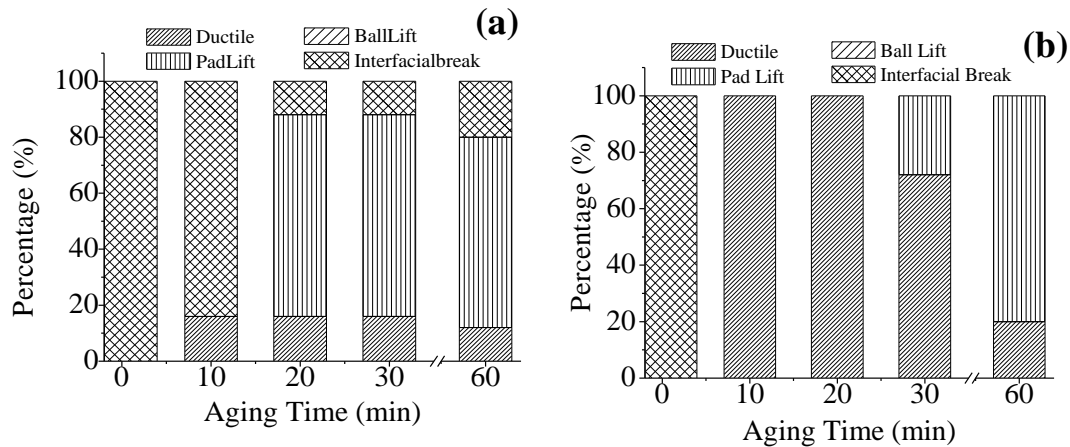 (a)
Ductile BallLift
PadLift Interfacialbreak
Percentage (%)
100
80
60
40
20
0
0 10 20 30 60
Aging Time (min)
(b)
Ductile Ball Lift
Pad Lift Interfacial Break
Percentage (%)
100
80
60
40
20
0
0 10 20 30 60
Aging Time (min)